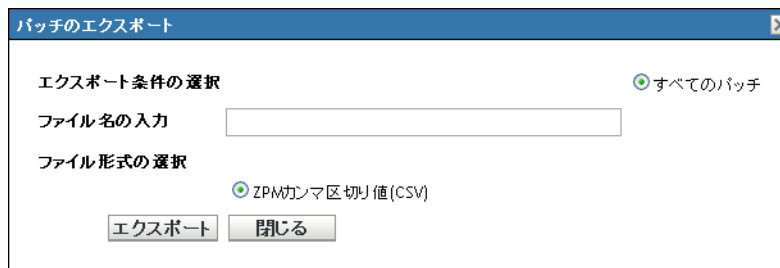 パッチのエクスポート
エクスポート条件の選択 すべてのパッチ
ファイル名の入力
ファイル形式の選択
ZPMカンマ区切り値(CSV)
エクスポート 閉じる